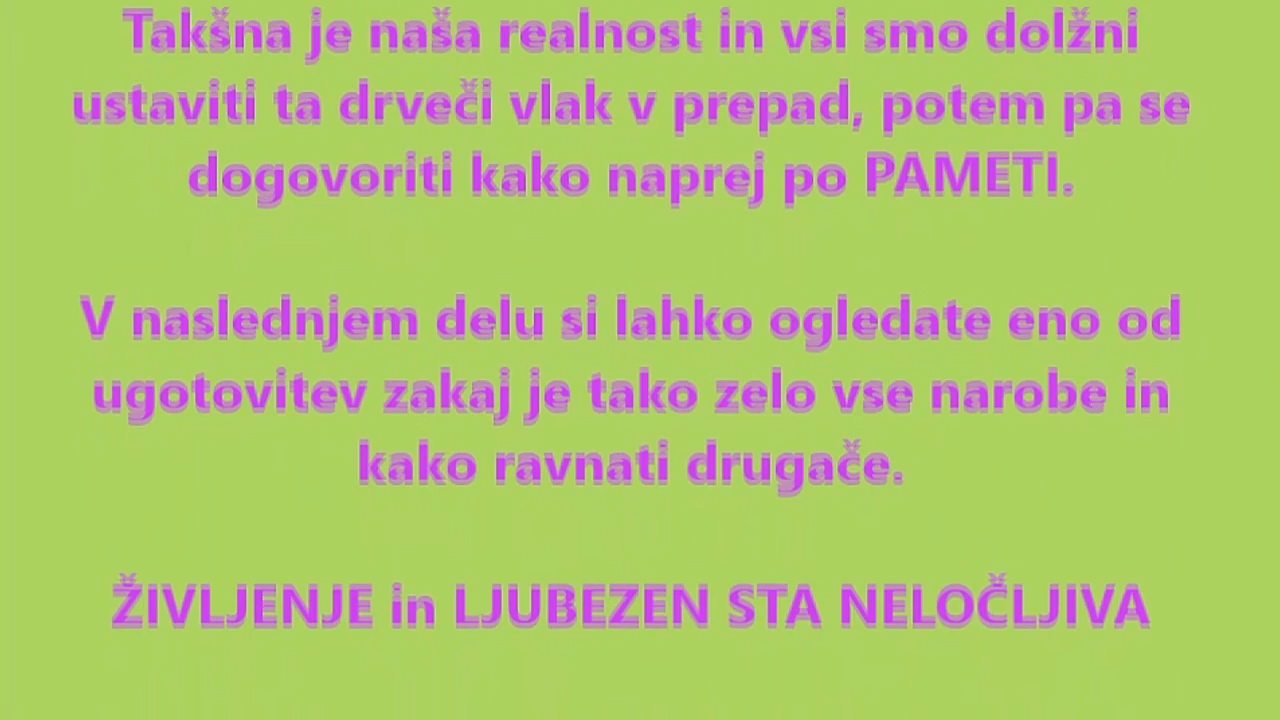 Takšna je naša realnost in vsi smo dolžni
ustaviti ta drveči vlak v prepad, potem pa se
dogovoriti kako naprej po PAMETI.
V naslednjem delu si lahko ogledate eno od
ugotovitev zakaj je tako zelo vse narobe in
kako ravnati drugače.
ŽIVLJENJE in LJUBEZEN STA NELOČLJIVA